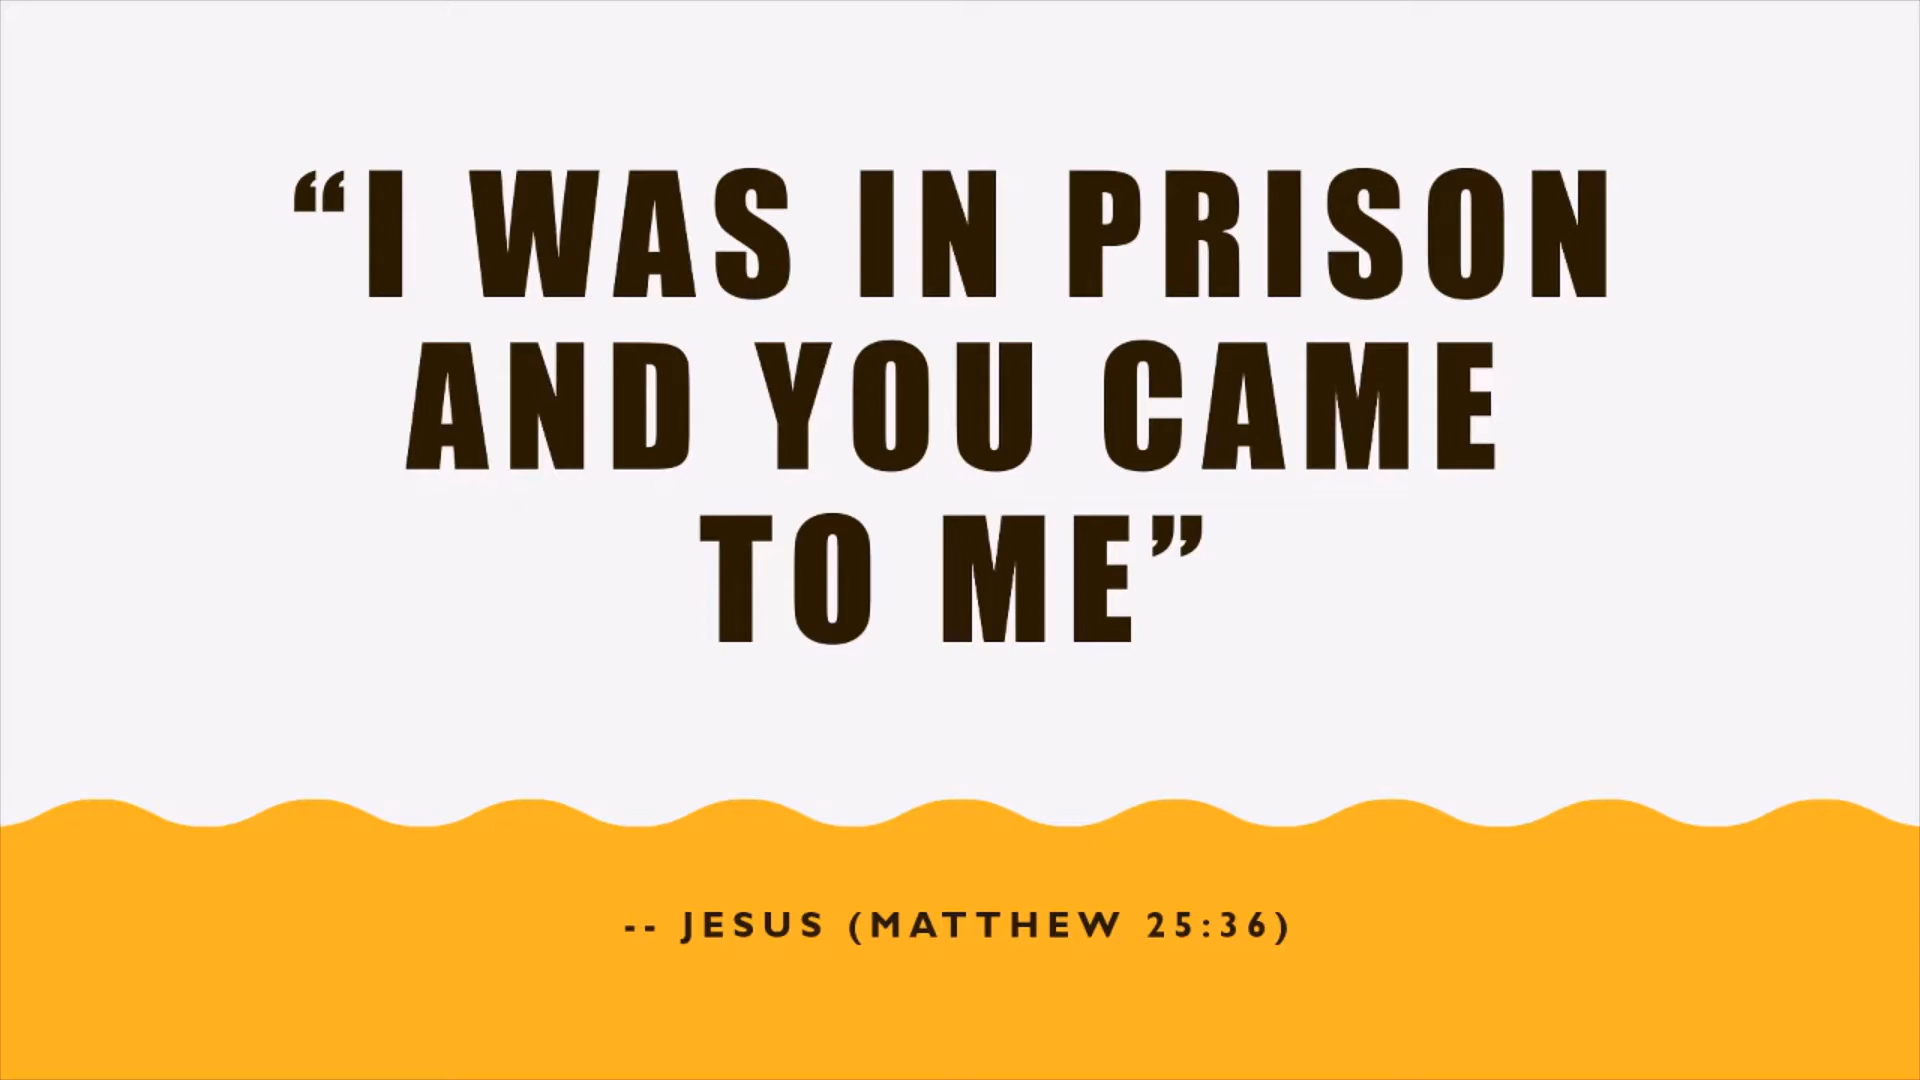 “I WAS IN PRISON
AND YOU CAME
TO ME”
-- JESUS (MATTHEW 25:36)